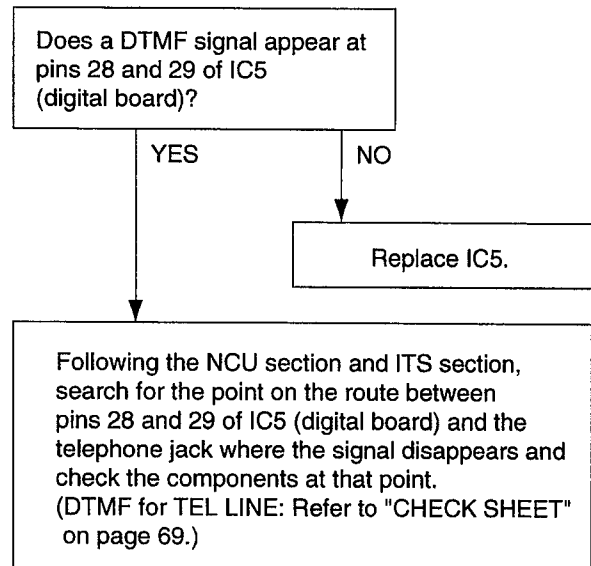 Does a DTMF signal appear at
pins 28 and 29 of IC5
(digital board)?
YES
NO
Replace IC5.
Following the NCU section and ITS section,
search for the point on the route between
pins 28 and 29 of IC5 (digital board) and the
telephone jack where the signal disappears and
check the components at that point.
(DTMF for TEL LINE: Refer to "CHECK SHEET"
on page 69.)